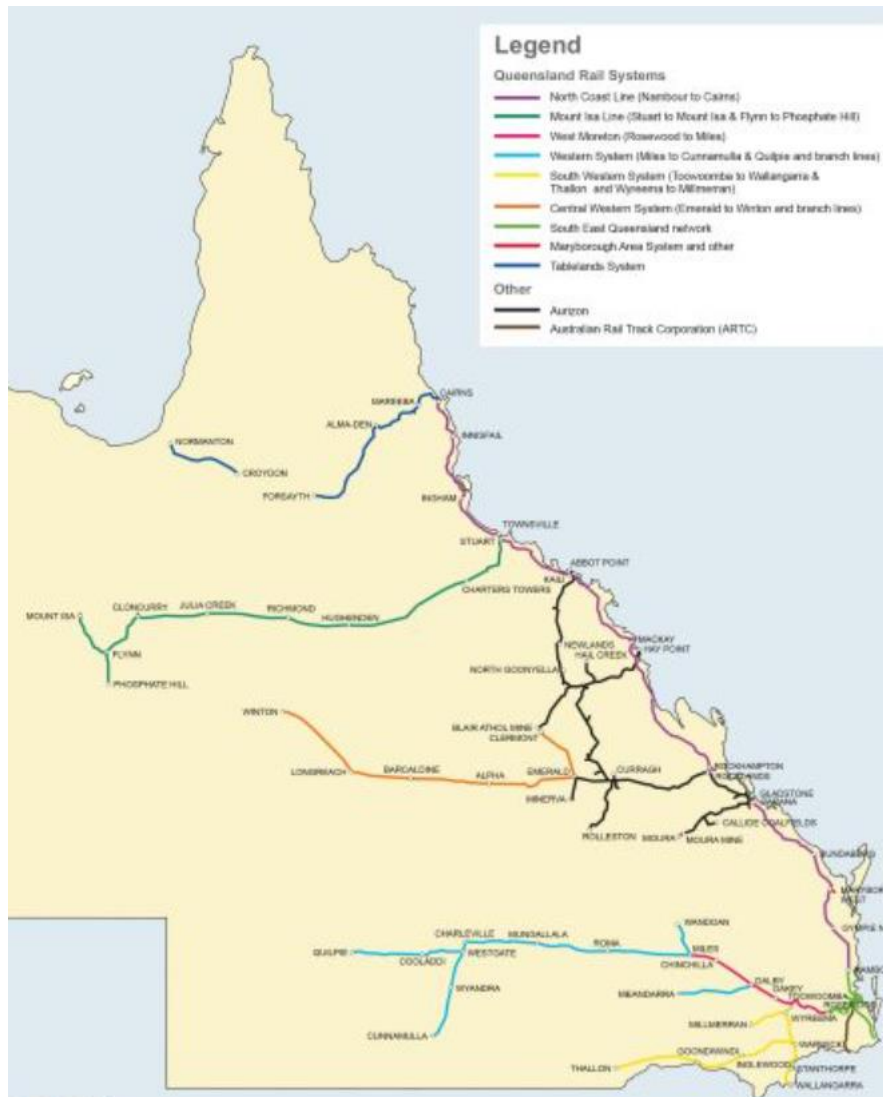 Legend
Queensland Rail Systems
North Coast Line (Nambour to Cairns)
Mount Isa Line (Stuart to Mount Isa & Flynn to Phosphate Hill)
West Moreton (Rosewood to Miles)
Western System (Miles to Cunnamulla & Quilpie and branch lines)
South Western System (Toowoomba to Wallangarra &
Thallon and Wyreema to Millmerran)
Central Western System (Emerald to Winton and branch lines)
South East Queensland network
Maryborough Area System and other
Tablelands System
Other
Aurizon
Australian Rail Track Corporation (ARTC)
CAIRNS
MAREEBA
ALMA-DEN
INNISFAIL
NORMANTON
CROYDON
FORSAYTH
INGHAM
TOWNSVILLE
STUART
ABBOT POINT
KAILI
CHARTERS TOWERS
MOUNT ISA
CLONCURRY
JULIA CREEK
RICHMOND
HUGHENDEN
FLYNN
PHOSPHATE HILL
MACKAY
HAY POINT
NEWLANDS
HAIL CREEK
NORTH GOONYELLA
WINTON
BLAIR ATHOL MINE
CLERMONT
LONGREACH
BARCALDINE
ALPHA
EMERALD
CURRAGH
ROCKHAMPTON
ROCKLANDS
MINERVA
GLADSTONE
PARANA
CALLIDE COALFIELDS
ROLLESTON
MOURA
MOURA MINE
BUNDABERG
WEST
GYMPIE N
WANDOAN
CHARLEVILLE
MUNGALLALA
ROMA
MILES
QUILPIE
COOLADDI
WESTGATE
CHINCHILLA
WYANDRA
MEANDARRA
DALBY
OAKEY
TOOWOOMBA
CUNNAMULLA
MILLMERRAN
WYREEMA
WARWICK
GOONDIWINDI
INGLEWOOD
THALLON
STANTHORPE
WALLANGARRA